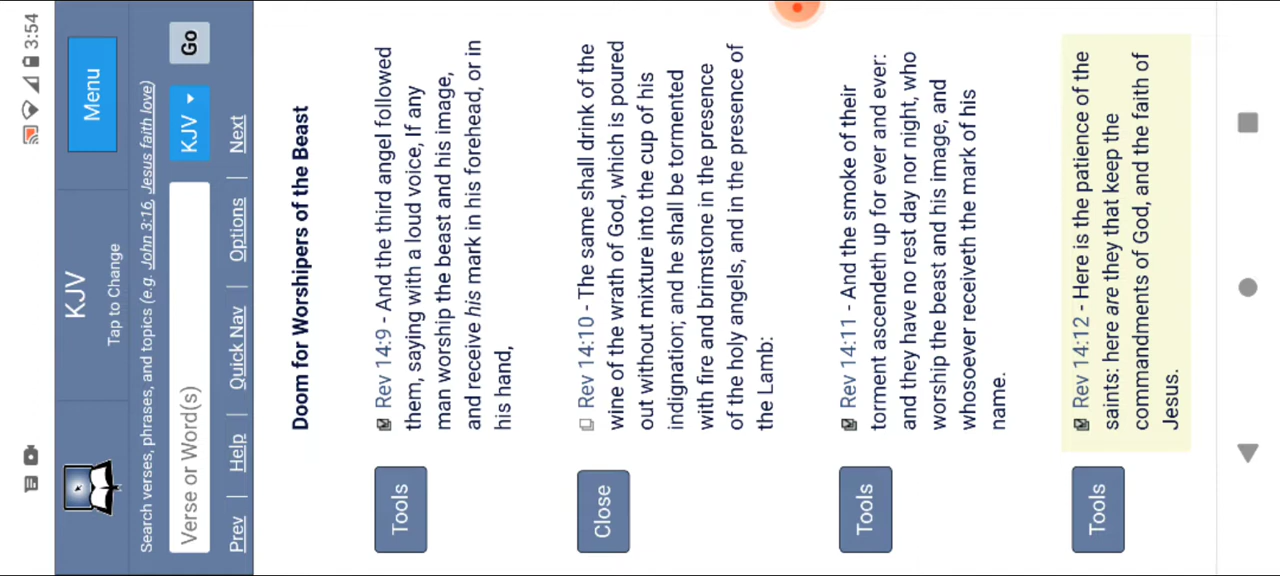 3:54
KJV
Tap to Change
Menu
Search verses, phrases, and topics (e.g. John 3:16, Jesus faith love)
Verse or Word(s)
KJV
Go
Prev | Help | Quick Nav | Options | Next
Doom for Worshipers of the Beast
Tools
Rev 14:9 - And the third angel followed
them, saying with a loud voice, If any
man worship the beast and his image,
and receive his mark in his forehead, or in
his hand,
Close
Rev 14:10 - The same shall drink of the
wine of the wrath of God, which is poured
out without mixture into the cup of his
indignation; and he shall be tormented
with fire and brimstone in the presence
of the holy angels, and in the presence of
the Lamb:
Tools
Rev 14:11 - And the smoke of their
torment ascendeth up for ever and ever:
and they have no rest day nor night, who
worship the beast and his image, and
whosoever receiveth the mark of his
name.
Tools
Rev 14:12 - Here is the patience of the
saints: here are they that keep the
commandments of God, and the faith of
Jesus.